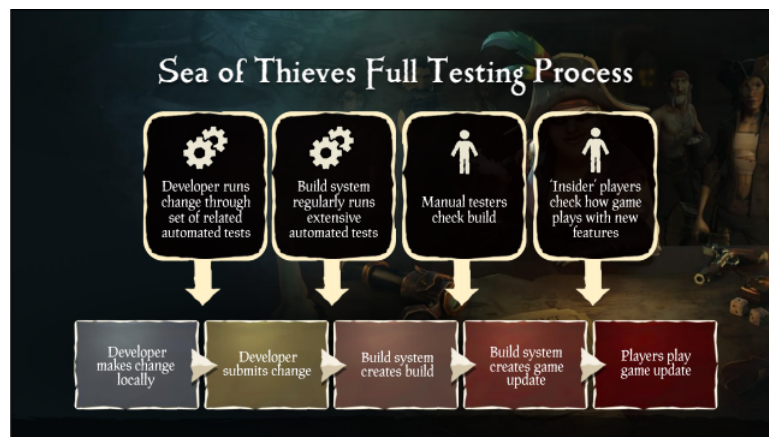 Sea of Thieves Full Testing Process
Developer runs
change through
set of related
automated tests
Build system
regularly runs
extensive
automated tests
Manual testers
check build
'Insider' players
check how game
plays with new
features
Developer
makes change
locally
Developer
submits change
Build system
creates build
Build system
creates game
update
Players play
game update